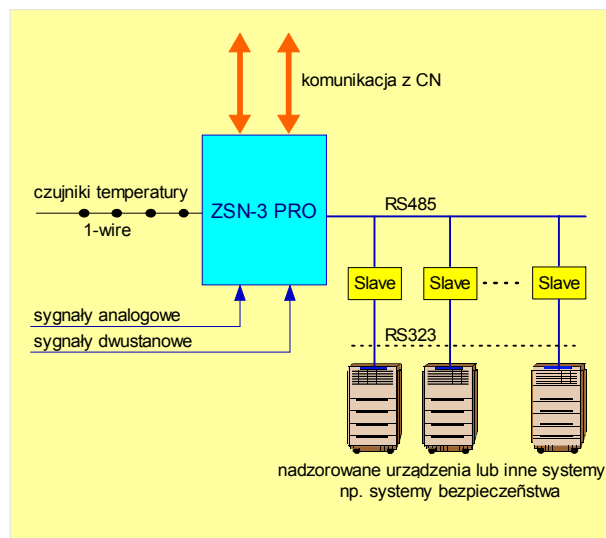 komunikacja z CN
czujniki temperatury
ZSN-3 PRO
RS485
1-wire
Slave
Slave
Slave
sygnały analogowe
sygnały dwustanowe
RS323
nadzorowane urządzenia lub inne systemy
np. systemy bezpieczeñstwa